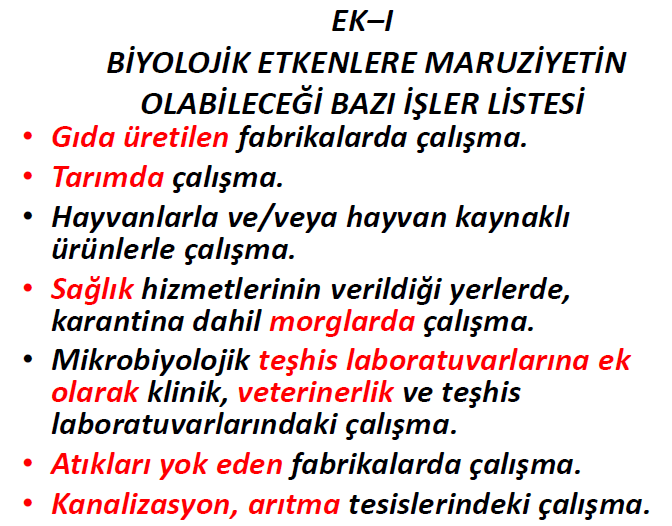 EK–I
BİYOLOJİK ETKENLERE MARUZİYETİN
OLABİLECEĞİ BAZI İŞLER LİSTESİ
• Gıda üretilen fabrikalarda çalışma.
• Tarımda çalışma.
• Hayvanlarla ve/veya hayvan kaynaklı
ürünlerle çalışma.
• Sağlık hizmetlerinin verildiği yerlerde,
karantina dahil morglarda çalışma.
• Mikrobiyolojik teşhis laboratuvarlarına ek
olarak klinik, veterinerlik ve teşhis
laboratuvarlarındaki çalışma.
• Atıkları yok eden fabrikalarda çalışma.
• Kanalizasyon, arıtma tesislerindeki çalışma.